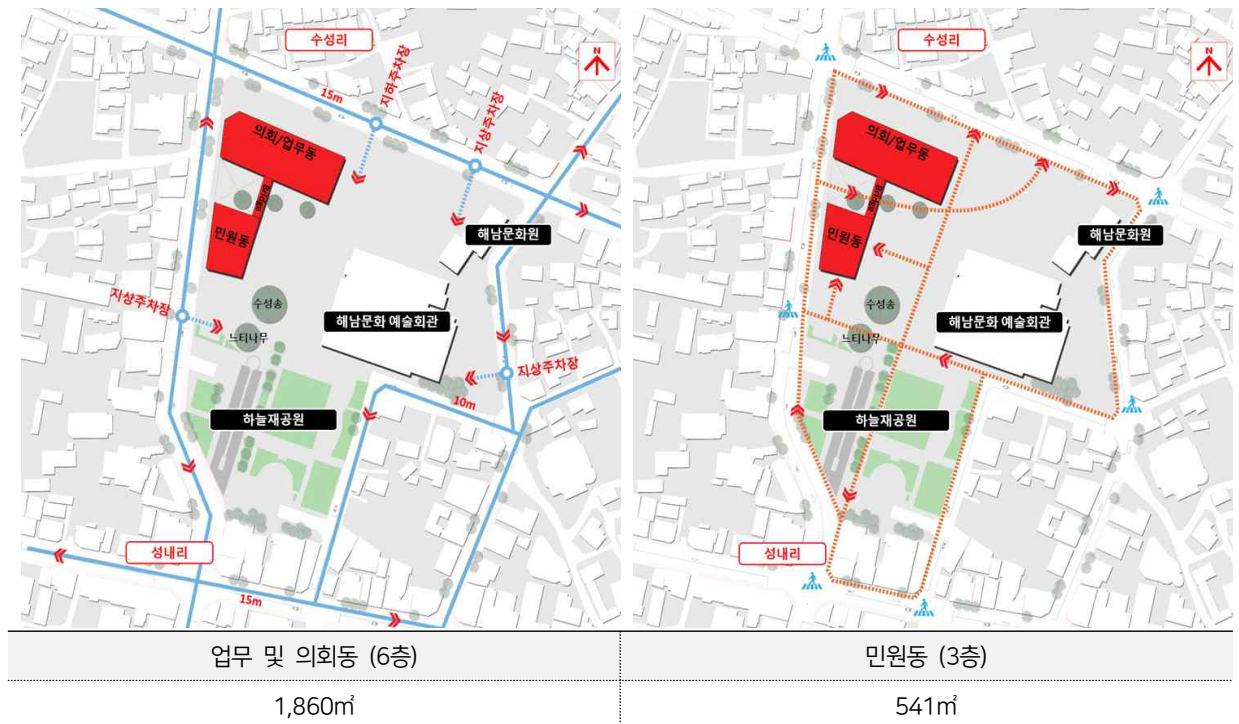 수성리
N
15m
지하주차장
지상주차장
의회/업무동
민원동
해남문화원
지상주차장
수성송
해남문화 예술회관
느티나무
지상주차장
10m
하늘재공원
성내리
15m
수성리
N
의회/업무동
민원동
해남문화원
수성송
해남문화 예술회관
느티나무
하늘재공원
성내리
업무 및 의회동 (6층)
민원동 (3층)
1,860㎡
541㎡